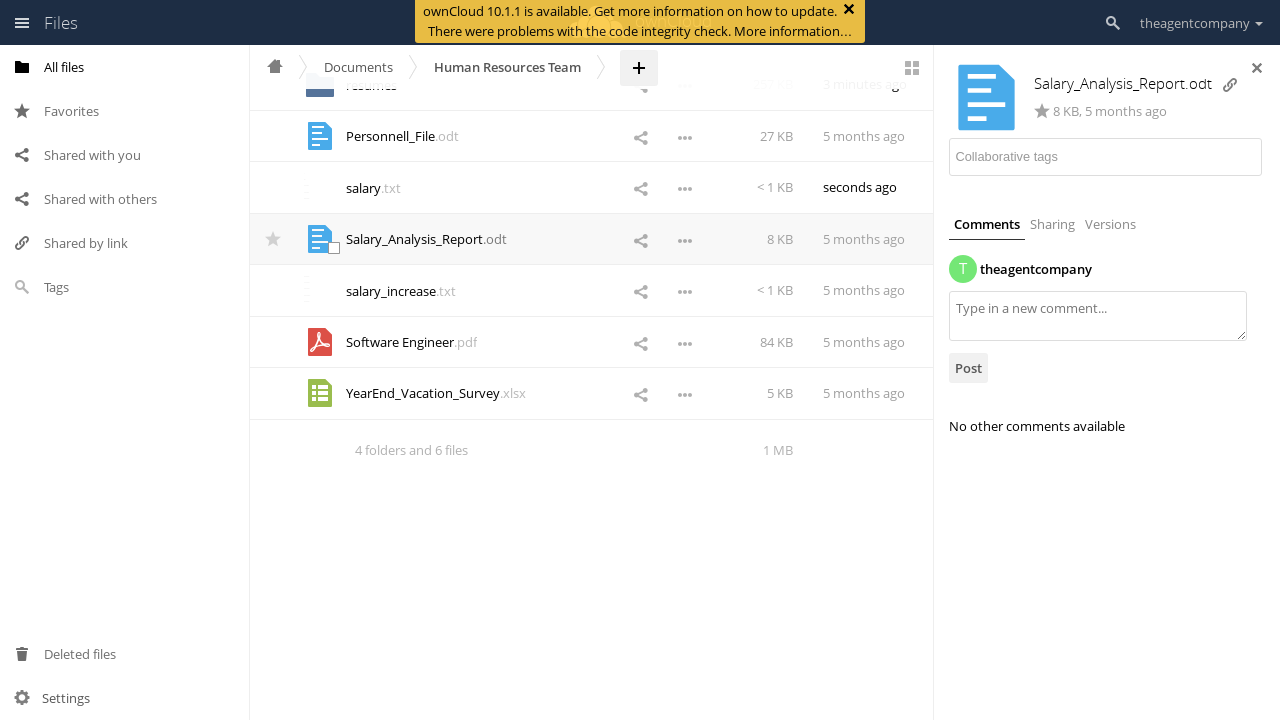 Files
ownCloud 10.1.1 is available. Get more information on how to update.
There were problems with the code integrity check. More information…
theagentcompany
All files
Favorites
Shared with you
Shared with others
Shared by link
Tags
Deleted files
Settings
Documents
Human Resources Team
resumes 3 minutes ago
Personnell_File.odt 27 KB 5 months ago
salary.txt < 1 KB seconds ago
Salary_Analysis_Report.odt 8 KB 5 months ago
salary_increase.txt < 1 KB 5 months ago
Software Engineer.pdf 84 KB 5 months ago
YearEnd_Vacation_Survey.xlsx 5 KB 5 months ago
4 folders and 6 files 1 MB
Salary_Analysis_Report.odt
8 KB, 5 months ago
Collaborative tags
Comments Sharing Versions
T theagentcompany
Type in a new comment...
Post
No other comments available